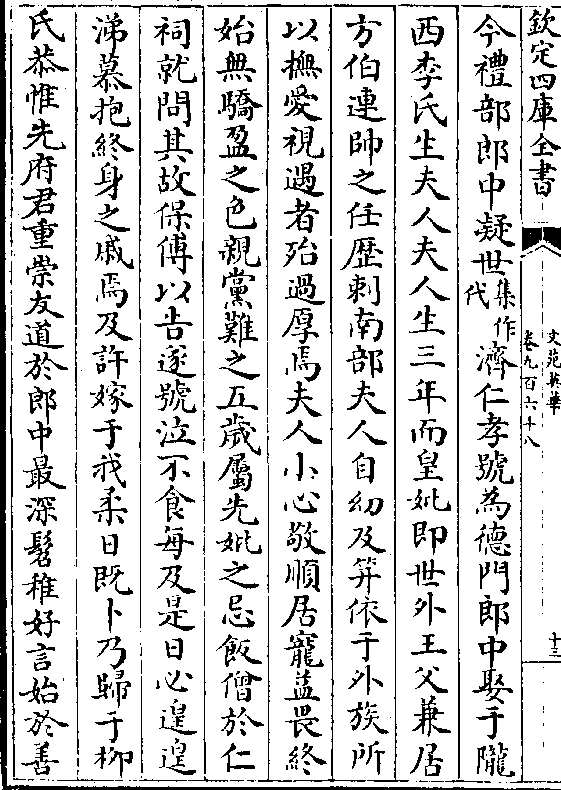 欽定四庫全書
文苑英華
卷九百六十八
十三
今禮部郎中凝世集作代濟仁孝號為德門郎中娶于隴
西李氏生夫人夫人生三年而皇妣即世外王父兼居
方伯連帥之任歷刺南部夫人自幼及笄依于外族所
以撫愛視遇者殆過厚焉夫人小心敬順居寵益畏終
始無驕盈之色親黨難之五歲屬先妣之忌飯僧於仁
祠就問其故保傅以告遂號泣不食每及是日必遑遑
涕慕抱終身之戚焉及許嫁于我柔日既卜乃歸于柳
氏恭惟先府君重崇友道於郎中最深髫稚好言始於善